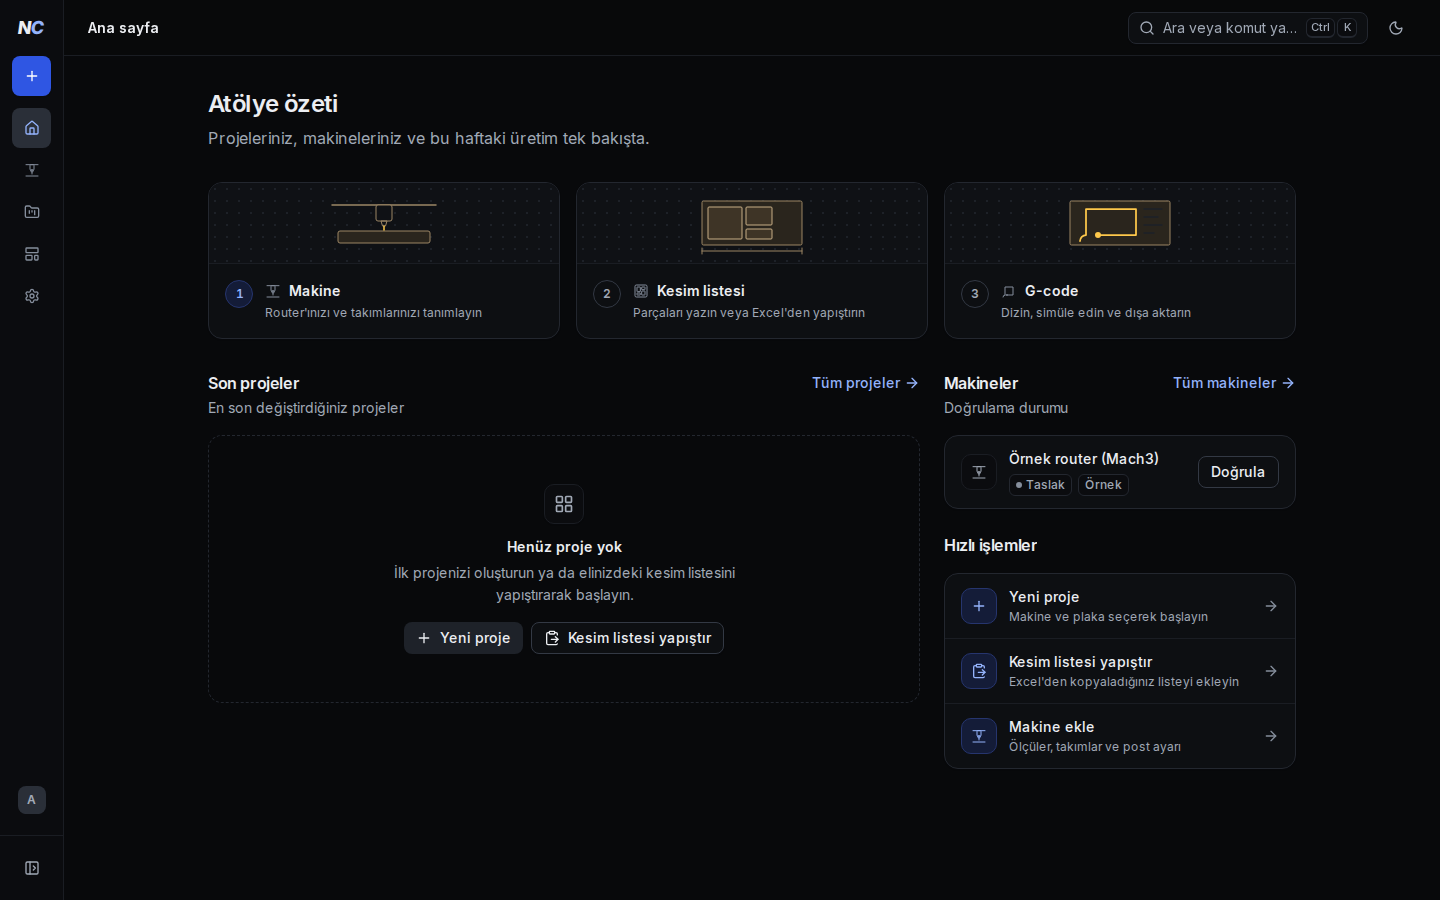 NC
Ana sayfa
Ara veya komut ya...
Ctrl
K
Atölye özeti
Projeleriniz, makineleriniz ve bu haftaki üretim tek bakışta.
1
Makine
Router'ınızı ve takımlarınızı tanımlayın
2
Kesim listesi
Parçaları yazın veya Excel'den yapıştırın
3
G-code
Dizin, simüle edin ve dışa aktarın
Son projeler
Tüm projeler
En son değiştirdiğiniz projeler
Henüz proje yok
İlk projenizi oluşturun ya da elinizdeki kesim listesini
yapıştırarak başlayın.
Yeni proje
Kesim listesi yapıştır
Makineler
Tüm makineler
Doğrulama durumu
Örnek router (Mach3)
Taslak
Örnek
Doğrula
Hızlı işlemler
Yeni proje
Makine ve plaka seçerek başlayın
Kesim listesi yapıştır
Excel'den kopyaladığınız listeyi ekleyin
Makine ekle
Ölçüler, takımlar ve post ayarı
A